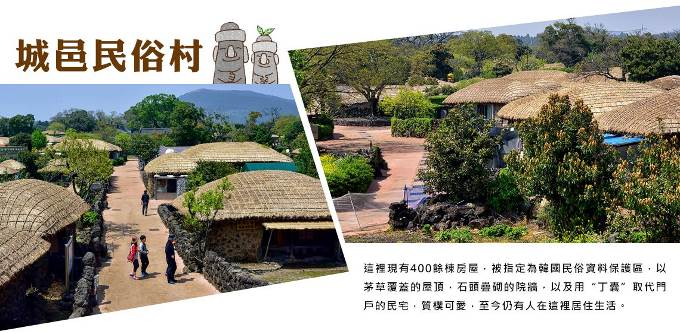 城邑民俗村
這裡現有400餘棟房屋，被指定為韓國民俗資料保護區，以
茅草覆蓋的屋頂，石頭疊砌的院牆，以及用“丁囊”取代門
戶的民宅，質樸可愛，至今仍有人在這裡居住生活。